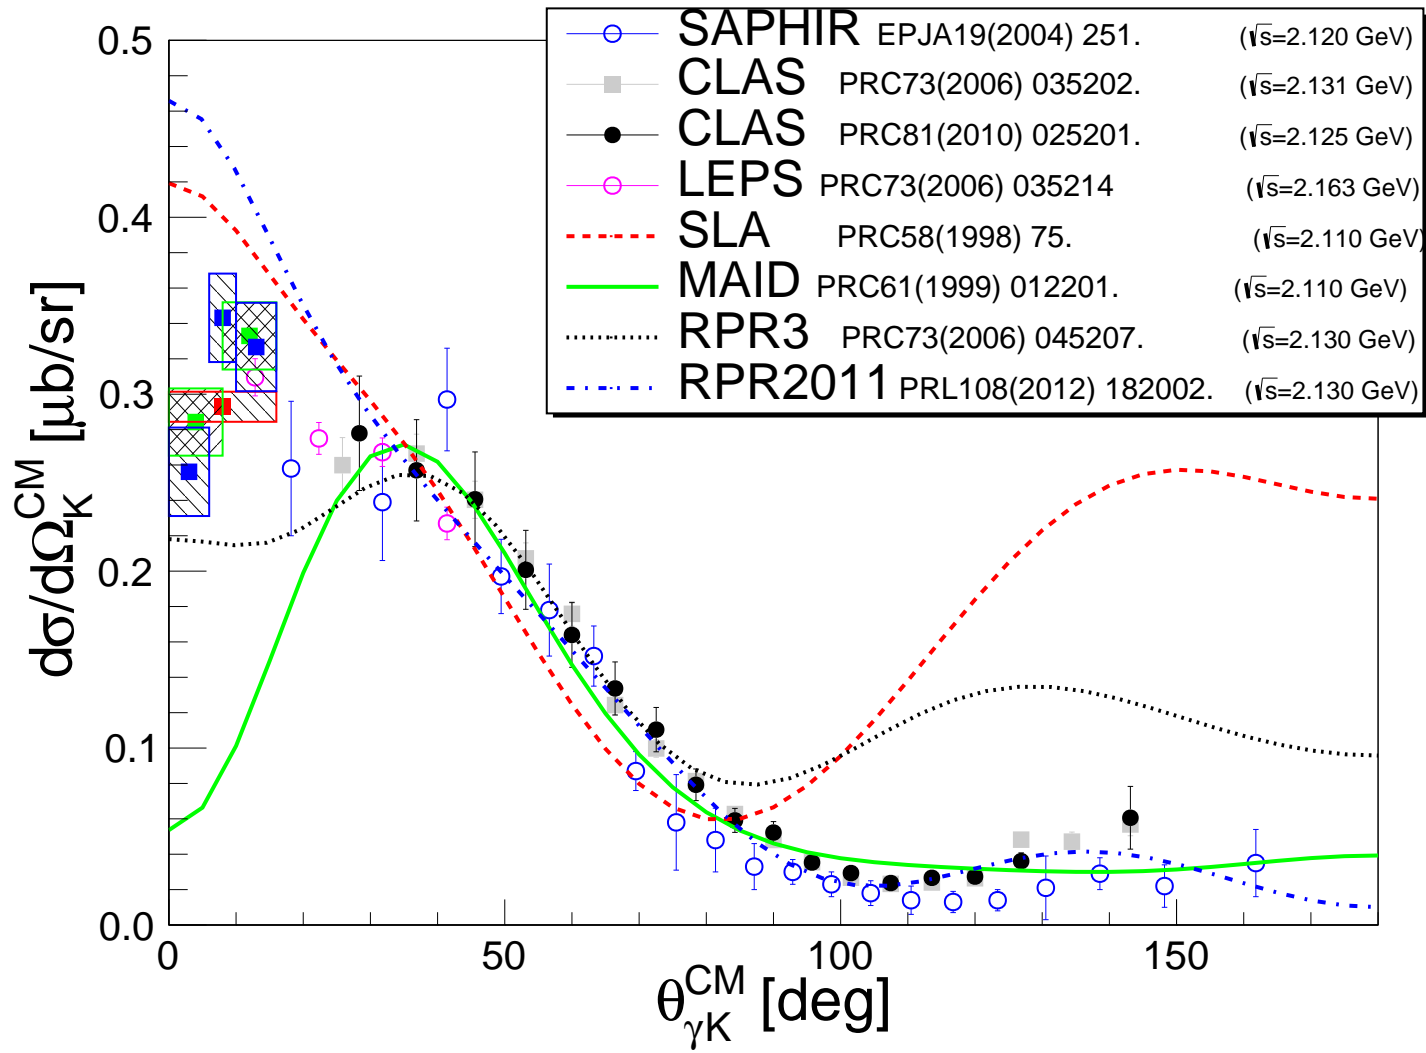 SAPHIR EPJA19(2004) 251. (√s=2.120 GeV)
CLAS PRC73(2006) 035202. (√s=2.131 GeV)
CLAS PRC81(2010) 025201. (√s=2.125 GeV)
LEPS PRC73(2006) 035214 (√s=2.163 GeV)
SLA PRC58(1998) 75. (√s=2.110 GeV)
MAID PRC61(1999) 012201. (√s=2.110 GeV)
RPR3 PRC73(2006) 045207. (√s=2.130 GeV)
RPR2011 PRL108(2012) 182002. (√s=2.130 GeV)
dσ/dΩ_K^CM [μb/sr]
0.5
0.4
0.3
0.2
0.1
0.0
0 50 100 150
θ_γK^CM [deg]